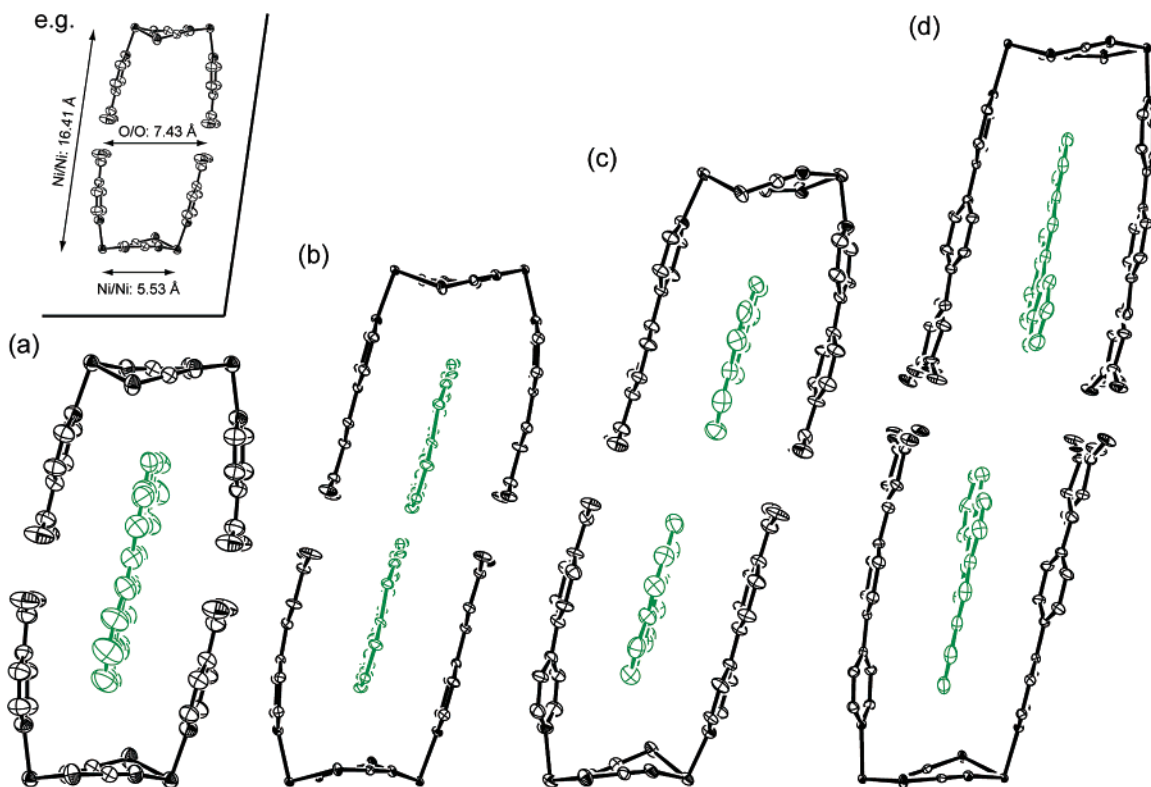 e.g.
Ni/Ni: 16.41 Å
O/O: 7.43 Å
Ni/Ni: 5.53 Å
(a)
(b)
(c)
(d)